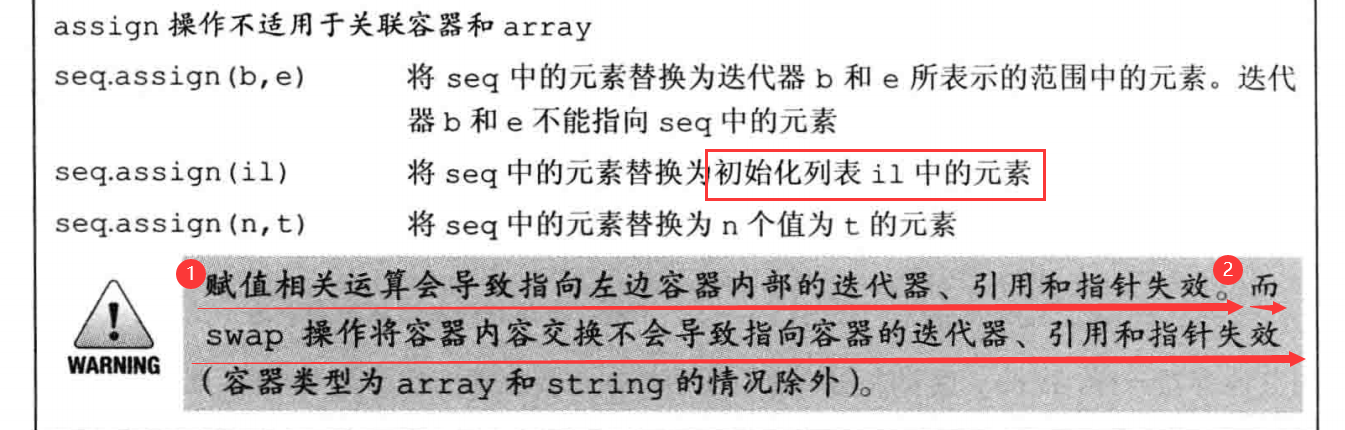 assign 操作不适用于关联容器和 array
seq.assign(b,e) 将 seq 中的元素替换为迭代器 b 和 e 所表示的范围中的元素。迭代
器 b 和 e 不能指向 seq 中的元素
seq.assign(il) 将 seq 中的元素替换为初始化列表 il 中的元素
seq.assign(n,t) 将 seq 中的元素替换为 n 个值为 t 的元素
1 赋值相关运算会导致指向左边容器内部的迭代器、引用和指针失效。2 而
swap 操作将容器内容交换不会导致指向容器的迭代器、引用和指针失效
WARNING
(容器类型为 array 和 string 的情况除外)。